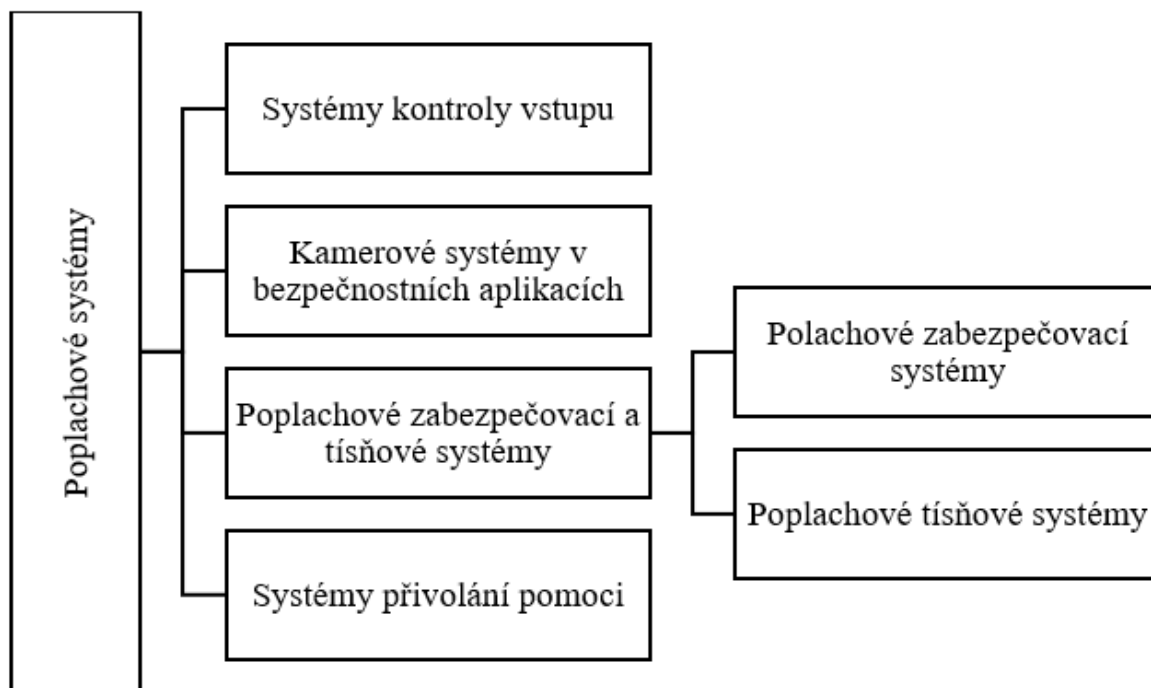 Poplachové systémy
Systémy kontroly vstupu
Kamerové systémy v
bezpečnostních aplikacích
Poplachové zabezpečovací a
tísňové systémy
Systémy přivolání pomoci
Polachové zabezpečovací
systémy
Poplachové tísňové systémy